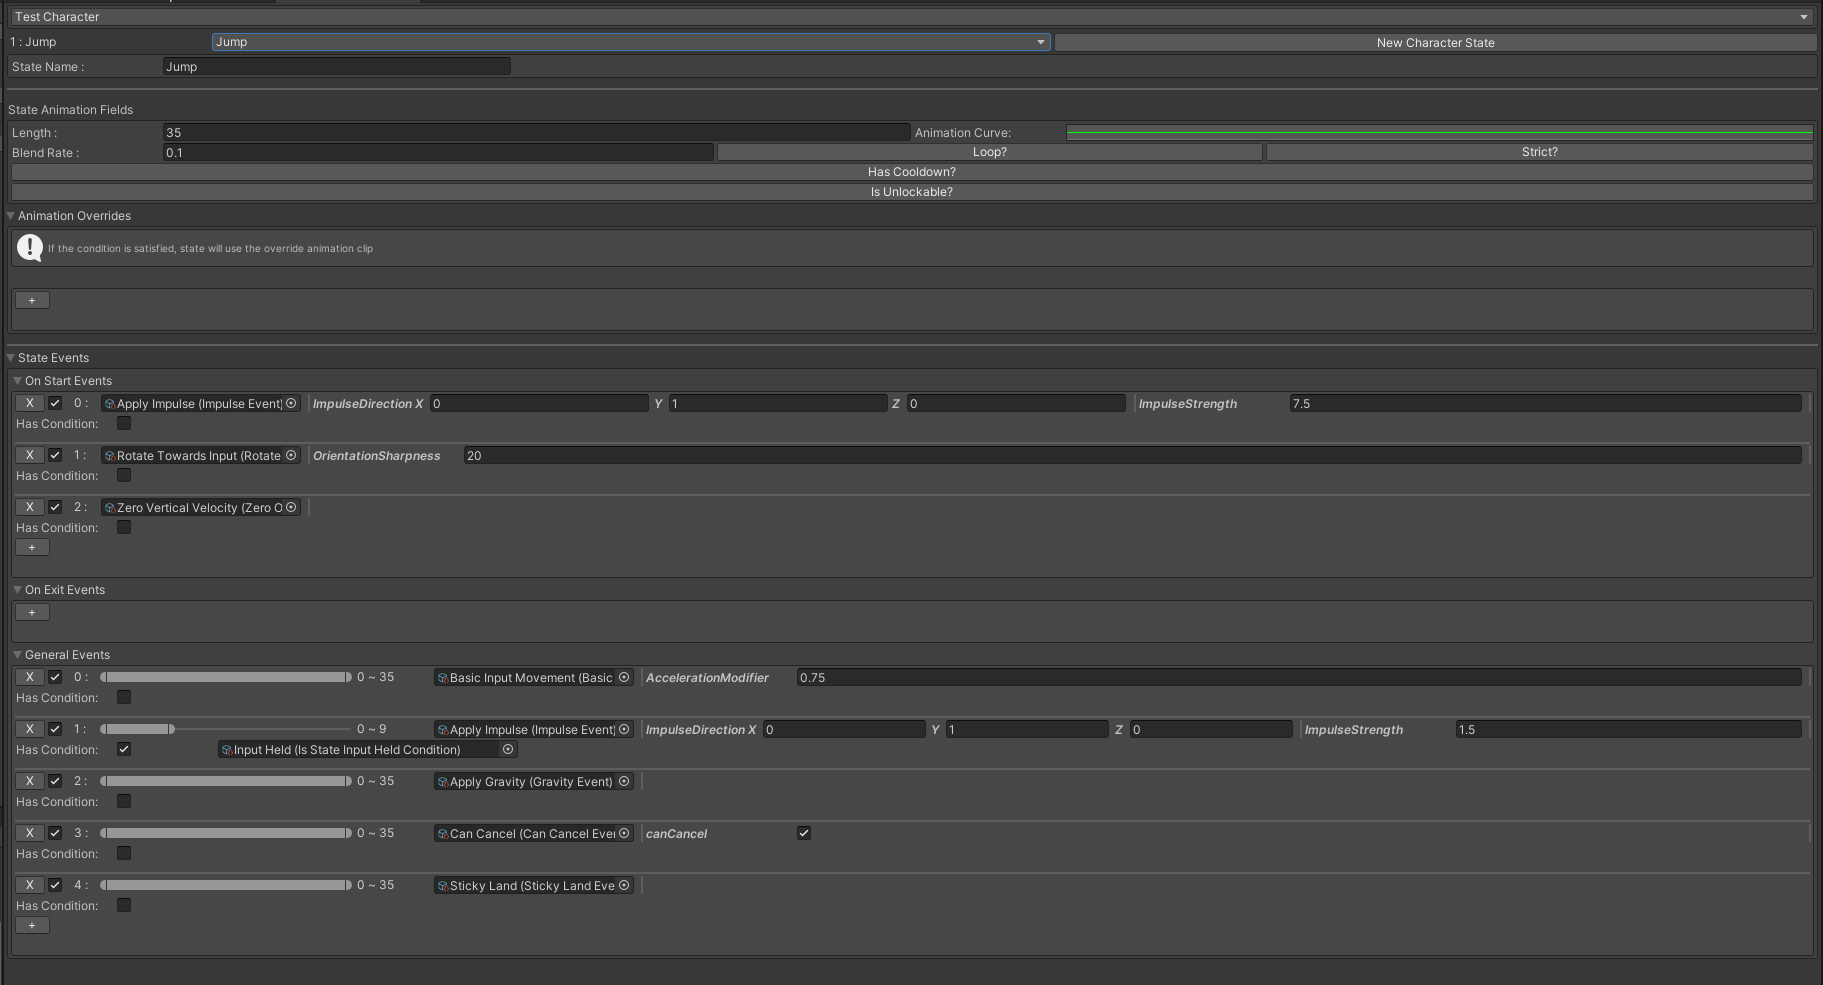 Test Character
1 : Jump Jump New Character State
State Name : Jump
State Animation Fields
Length : 35 Animation Curve:
Blend Rate : 0.1 Loop? Strict?
Has Cooldown?
Is Unlockable?
Animation Overrides
If the condition is satisfied, state will use the override animation clip
+
State Events
On Start Events
X 0 : Apply Impulse (Impulse Event) ImpulseDirection X 0 Y 1 Z 0 ImpulseStrength 7.5
Has Condition:
X 1 : Rotate Towards Input (Rotate OrientationSharpness 20
Has Condition:
X 2 : Zero Vertical Velocity (Zero O
Has Condition:
+
On Exit Events
+
General Events
X 0 : 0 ~ 35 Basic Input Movement (Basic AccelerationModifier 0.75
Has Condition:
X 1 : 0 ~ 9 Apply Impulse (Impulse Event) ImpulseDirection X 0 Y 1 Z 0 ImpulseStrength 1.5
Has Condition: Input Held (Is State Input Held Condition)
X 2 : 0 ~ 35 Apply Gravity (Gravity Event)
Has Condition:
X 3 : 0 ~ 35 Can Cancel (Can Cancel Ever canCancel
Has Condition:
X 4 : 0 ~ 35 Sticky Land (Sticky Land Eve
Has Condition:
+